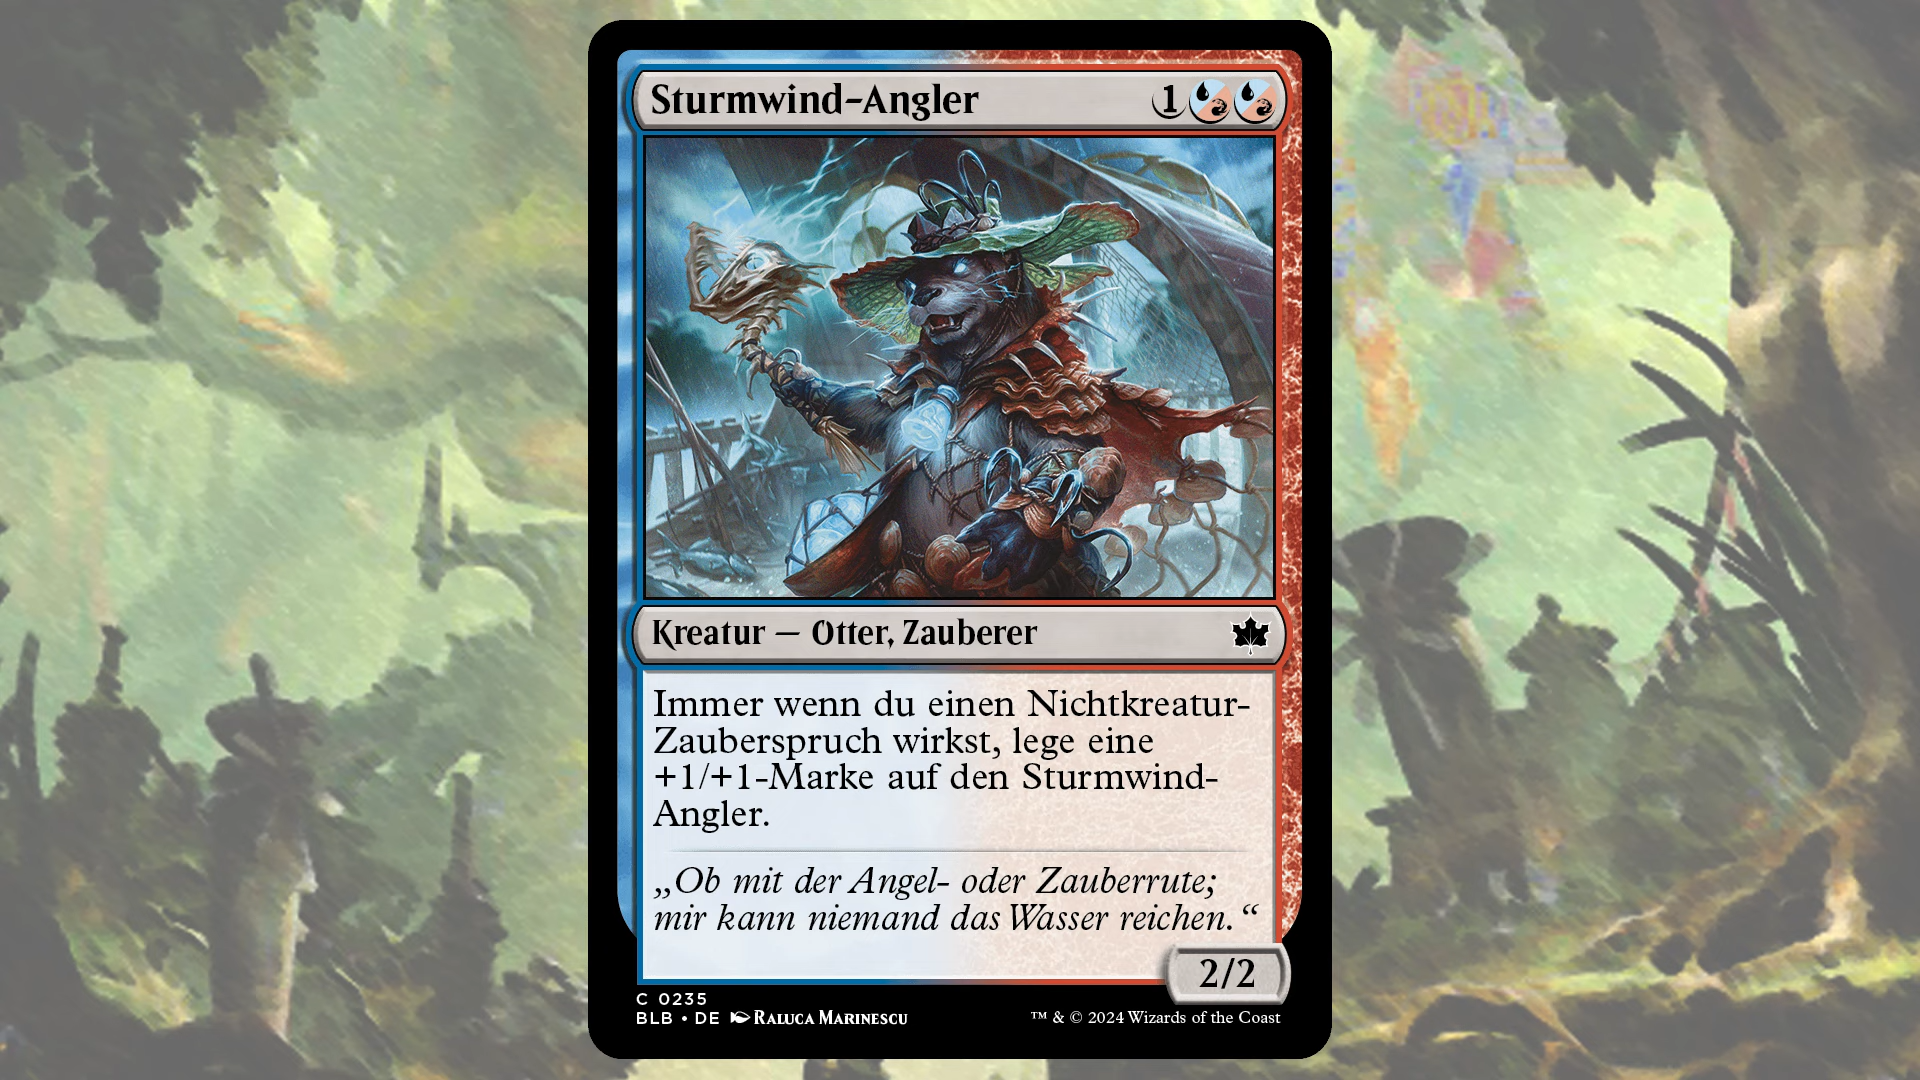 Sturmwind-Angler 1
Kreatur — Otter, Zauberer
Immer wenn du einen Nichtkreatur-
Zauberspruch wirkst, lege eine
+1/+1-Marke auf den Sturmwind-
Angler.
„Ob mit der Angel- oder Zauberrute;
mir kann niemand das Wasser reichen.“
2/2
C 0235
BLB • DE Raluca Marinescu
™ & © 2024 Wizards of the Coast